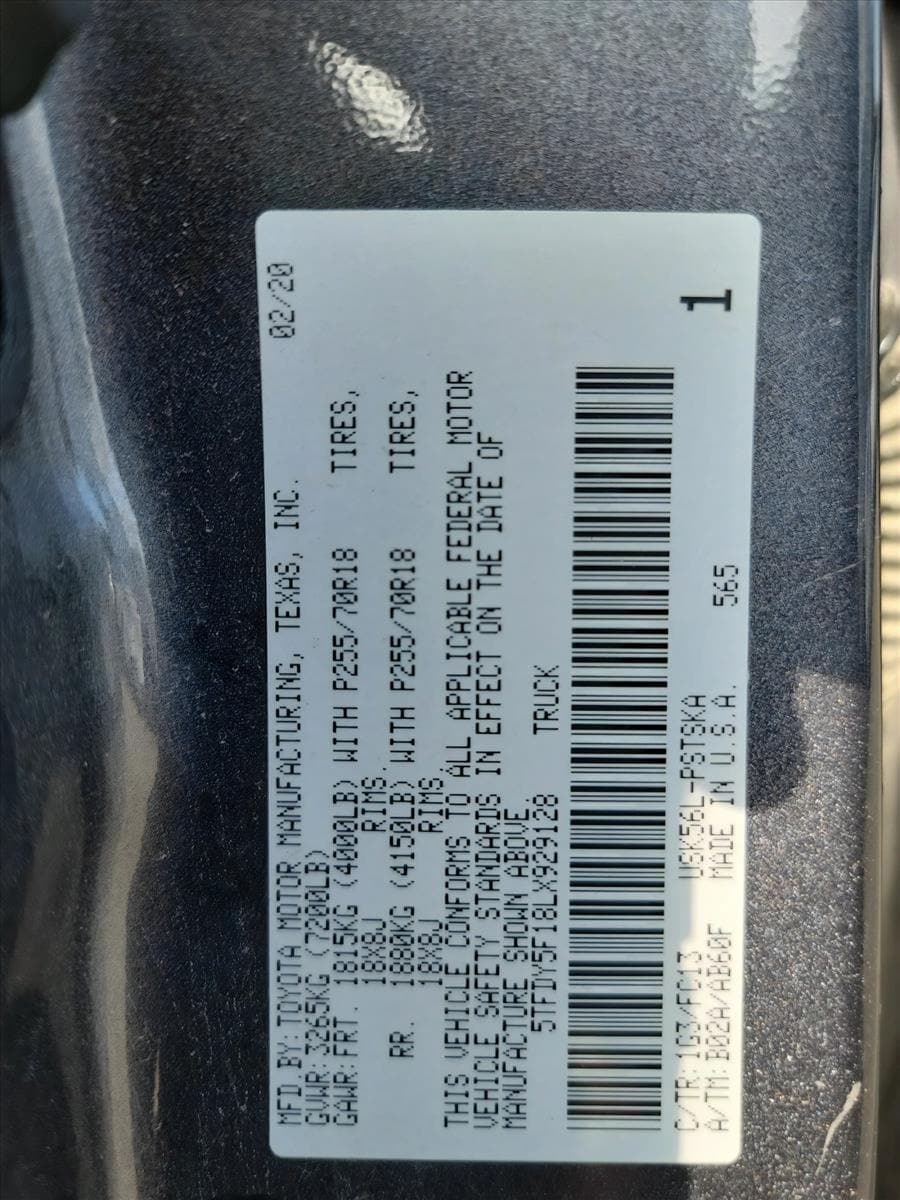 MFD BY: TOYOTA MOTOR MANUFACTURING, TEXAS, INC. 02/20
GVWR: 3265KG (7200LB)
GAWR: FRT. 1815KG (4000LB) WITH P255/70R18 TIRES,
18X8J RIMS,
RR. 1880KG (4150LB) WITH P255/70R18 TIRES,
18X8J RIMS,
THIS VEHICLE CONFORMS TO ALL APPLICABLE FEDERAL MOTOR
VEHICLE SAFETY STANDARDS IN EFFECT ON THE DATE OF
MANUFACTURE SHOWN ABOVE.
5TFDY5F18LX929128 TRUCK
C/TR: 1G3/FC13 USK56L-PSTSKA 1
A/TM: B02A/AB60F MADE IN U.S.A. 565